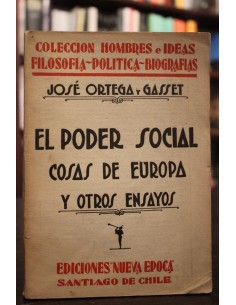 COLECCION HOMBRES e IDEAS
FILOSOFIA-POLITICA-BIOGRAFIAS
JOSÉ ORTEGA Y GASSET
EL PODER SOCIAL
COSAS DE EUROPA
Y OTROS ENSAYOS
EDICIONES "NUEVA EPOCA"
SANTIAGO DE CHILE